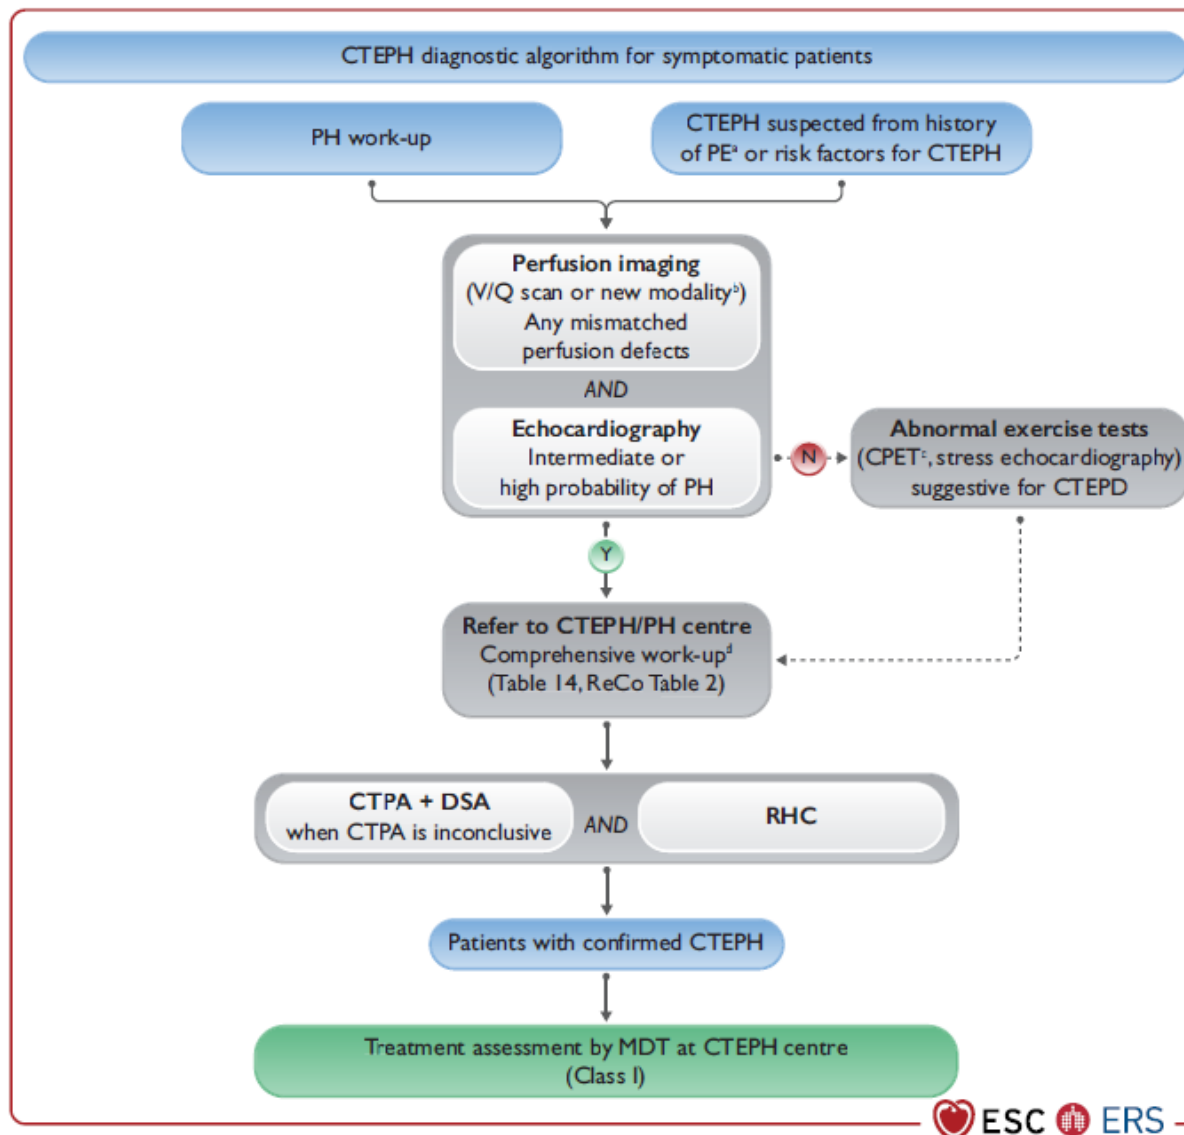 CTEPH diagnostic algorithm for symptomatic patients
PH work-up
CTEPH suspected from history
of PEᵃ or risk factors for CTEPH
Perfusion imaging
(V/Q scan or new modalityᵇ)
Any mismatched
perfusion defects
AND
Echocardiography
Intermediate or
high probability of PH
N
Abnormal exercise tests
(CPETᶜ, stress echocardiography)
suggestive for CTEPD
Y
Refer to CTEPH/PH centre
Comprehensive work-upᵈ
(Table 14, ReCo Table 2)
CTPA + DSA
when CTPA is inconclusive
AND
RHC
Patients with confirmed CTEPH
Treatment assessment by MDT at CTEPH centre
(Class I)
ESC ERS